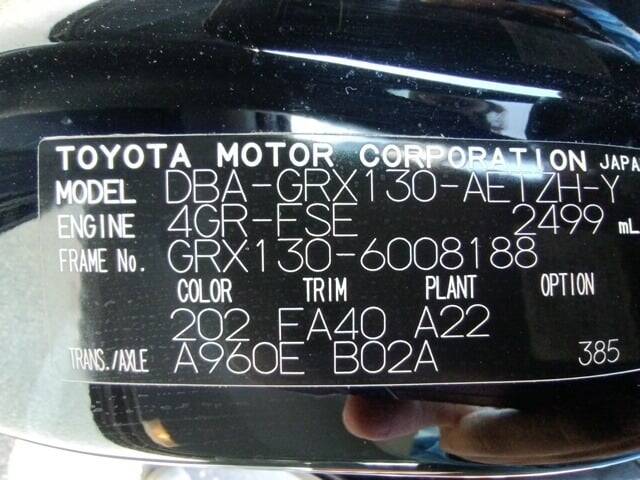 TOYOTA MOTOR CORPORATION JAPA
MODEL DBA-GRX130-AETZH-Y
ENGINE 4GR-FSE 2499 mL
FRAME No. GRX130-6008188
COLOR TRIM PLANT OPTION
202 FA40 A22
TRANS./AXLE A960E B02A 385